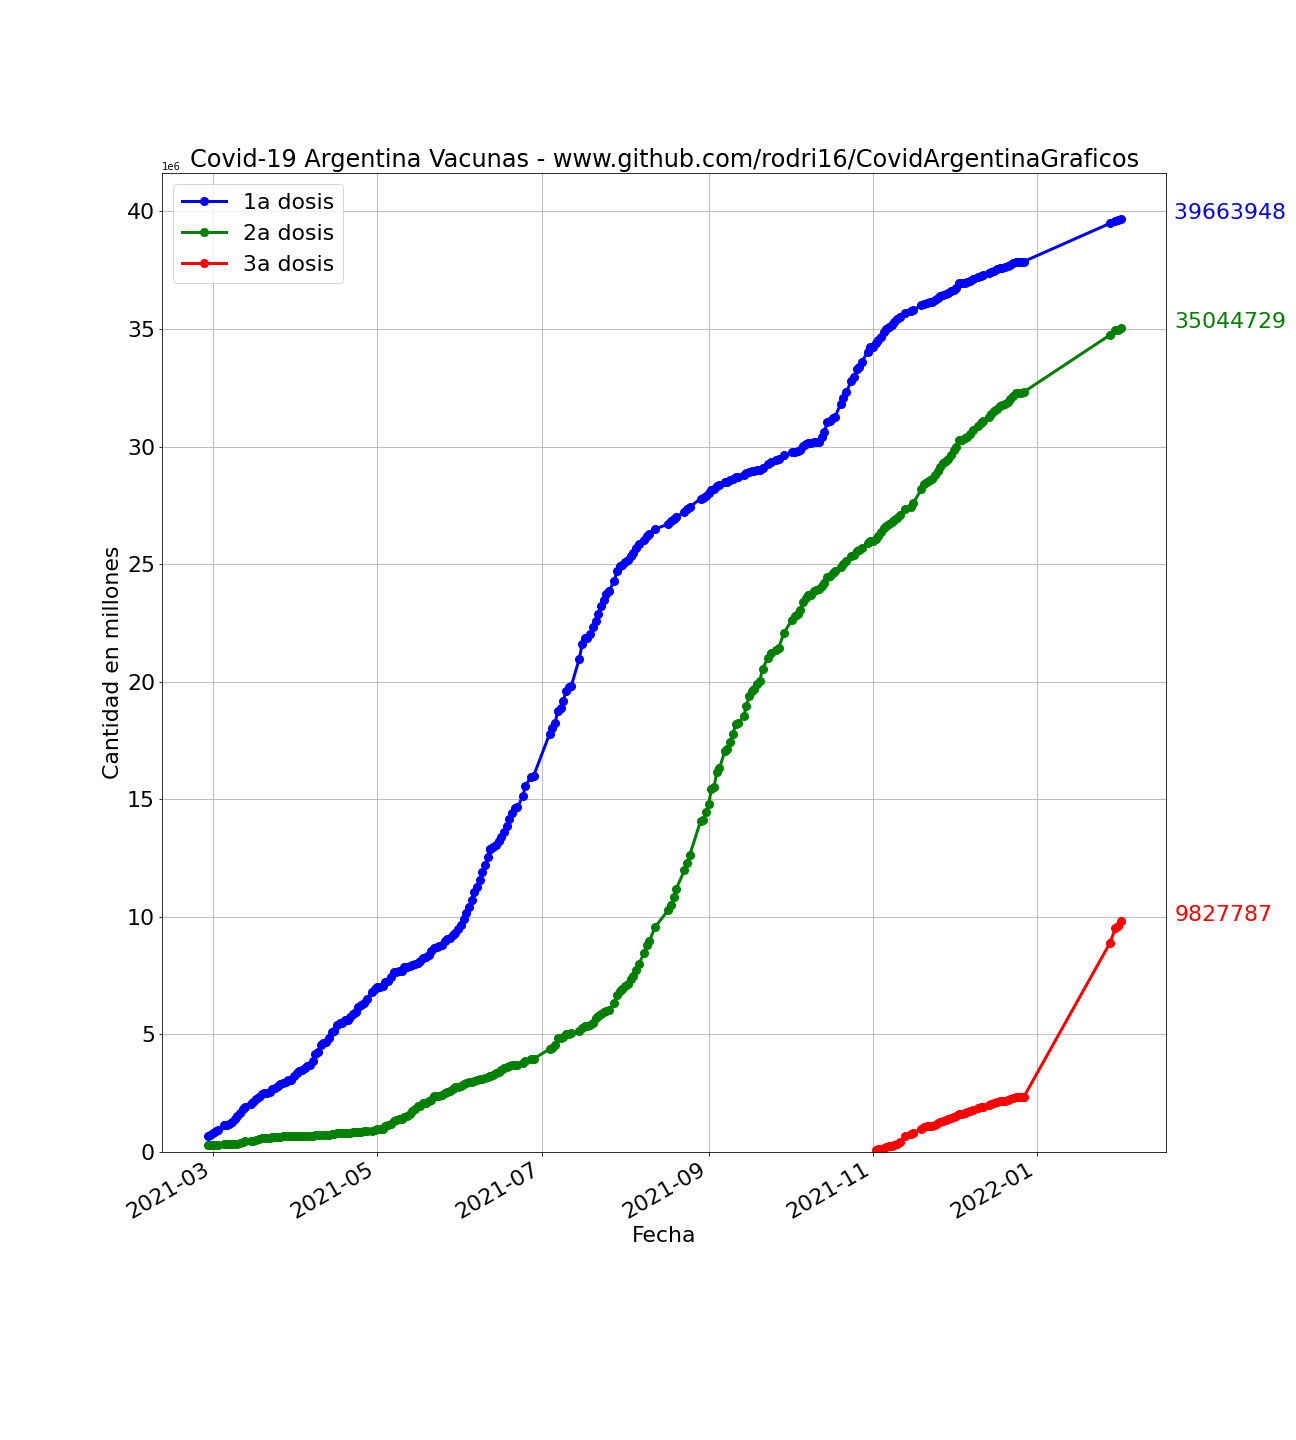 Covid-19 Argentina Vacunas - www.github.com/rodri16/CovidArgentinaGraficos
1e6
1a dosis
2a dosis
3a dosis
40
35
30
25
20
15
10
5
0
Cantidad en millones
39663948
35044729
9827787
2021-03
2021-05
2021-07
2021-09
2021-11
2022-01
Fecha